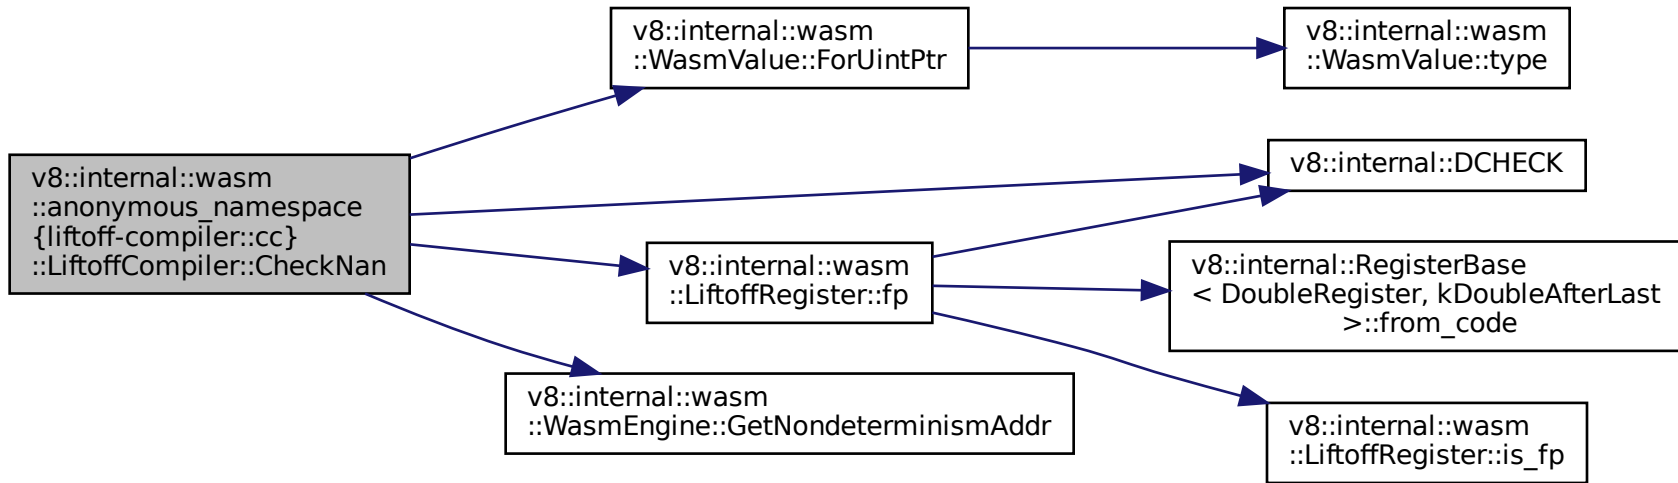 v8::internal::wasm
::anonymous_namespace
{liftoff-compiler::cc}
::LiftoffCompiler::CheckNan
v8::internal::wasm
::WasmValue::ForUintPtr
v8::internal::wasm
::WasmValue::type
v8::internal::DCHECK
v8::internal::wasm
::LiftoffRegister::fp
v8::internal::RegisterBase
< DoubleRegister, kDoubleAfterLast
>::from_code
v8::internal::wasm
::WasmEngine::GetNondeterminismAddr
v8::internal::wasm
::LiftoffRegister::is_fp